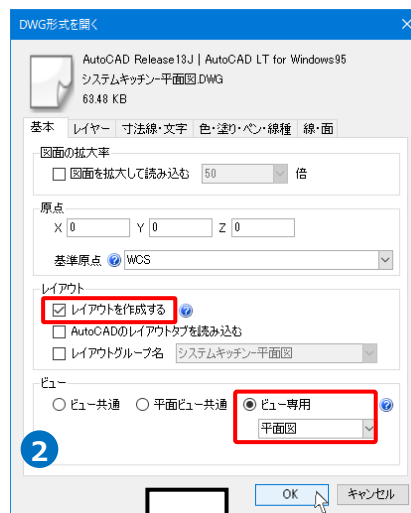 DWG形式を開く
AutoCAD Release13J | AutoCAD LT for Windows95
システムキッチン-平面図.DWG
63.48 KB
基本 レイヤー 寸法線・文字 色・塗り・ペン・線種 線・面
図面の拡大率
図面を拡大して読み込む 50 倍
原点
X 0 Y 0 Z 0
基準原点 ? WCS
レイアウト
レイアウトを作成する ?
AutoCADのレイアウトタブを読み込む
レイアウトグループ名 システムキッチン-平面図
ビュー
ビュー共通 平面ビュー共通 ビュー専用 ?
平面図
2
OK キャンセル